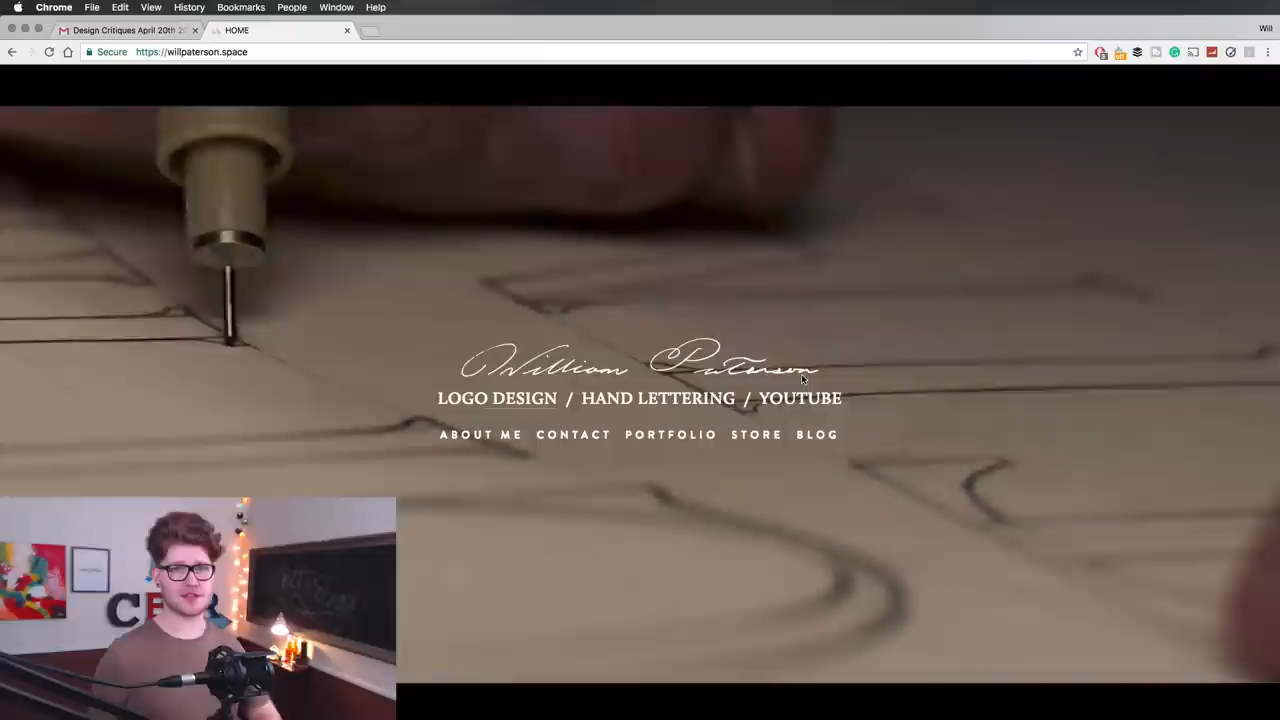 Chrome File Edit View History Bookmarks People Window Help
Design Critiques April 20th 20
HOME
Will
Secure https://willpaterson.space
William Paterson
LOGO DESIGN / HAND LETTERING / YOUTUBE
ABOUT ME CONTACT PORTFOLIO STORE BLOG